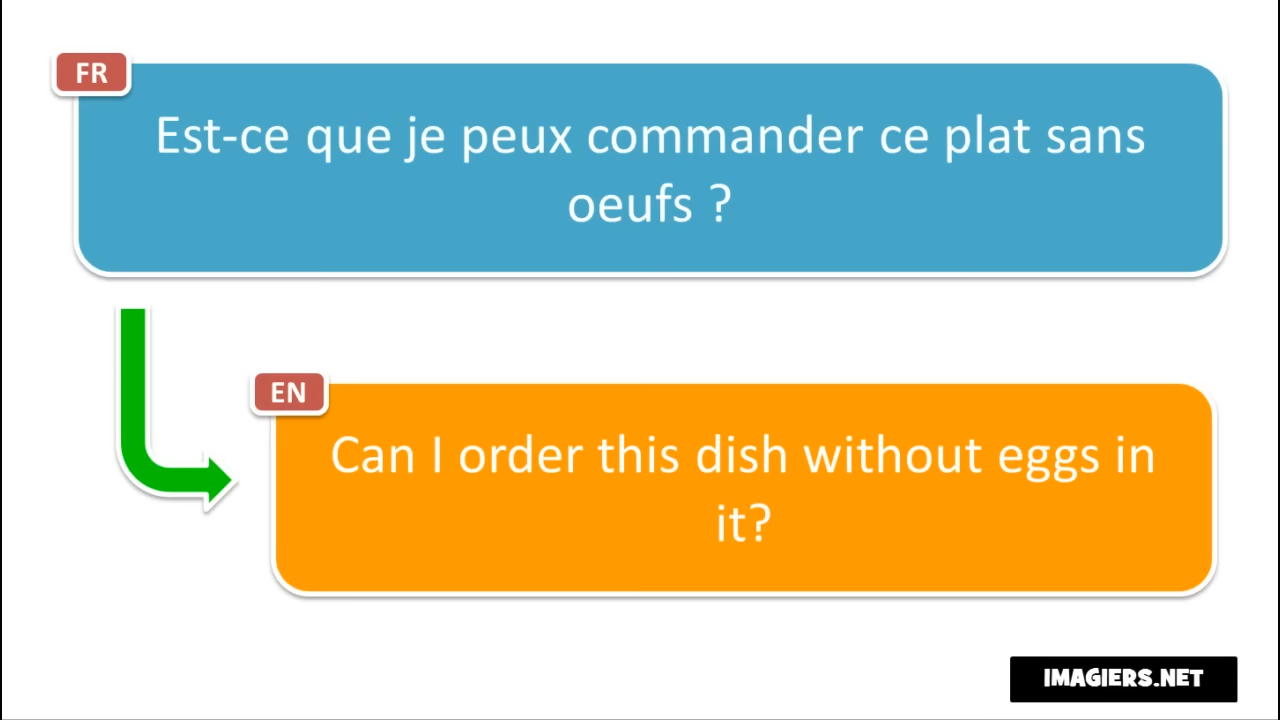 FR
Est-ce que je peux commander ce plat sans
oeufs ?
EN
Can I order this dish without eggs in
it?
IMAGIERS.NET